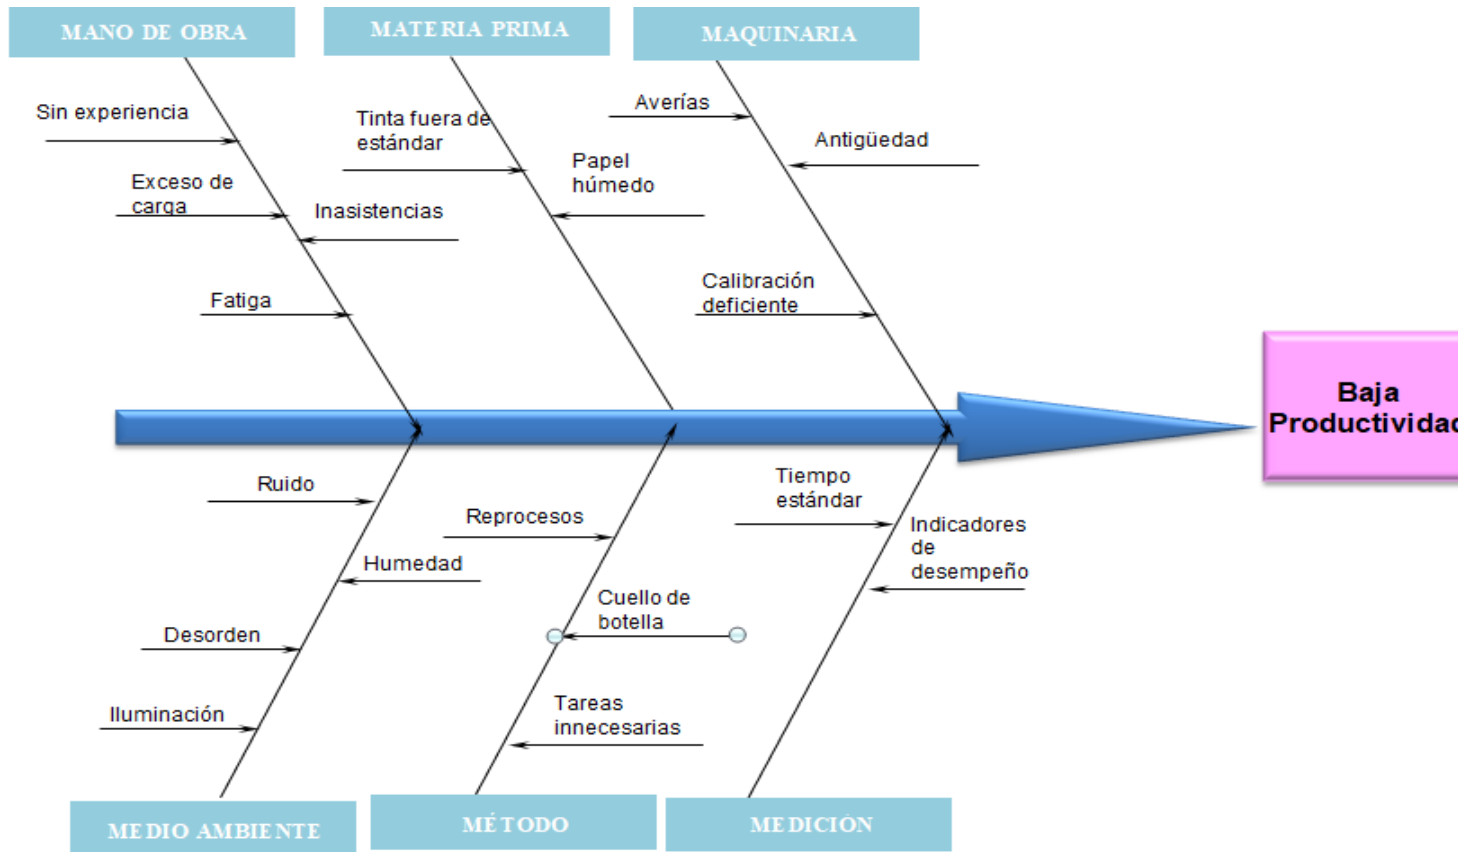 MANO DE OBRA
MATERIA PRIMA
MAQUINARIA
Sin experiencia
Exceso de
carga
Inasistencias
Fatiga
Tinta fuera de
estándar
Papel
húmedo
Averías
Antigüedad
Calibración
deficiente
Baja
Productividad
Ruido
Humedad
Desorden
Iluminación
Reprocesos
Cuello de
botella
Tareas
innecesarias
Tiempo
estándar
Indicadores
de
desempeño
MEDIO AMBIENTE
MÉTODO
MEDICIÓN